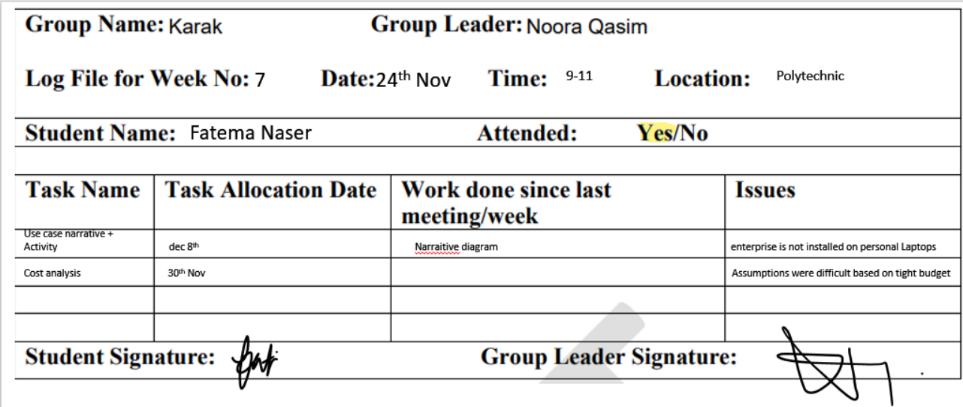 Group Name: Karak Group Leader: Noora Qasim
Log File for Week No: 7 Date:24th Nov Time: 9-11 Location: Polytechnic
Student Name: Fatema Naser Attended: Yes/No
Task Name Task Allocation Date Work done since last meeting/week Issues
Use case narrative + Activity dec 8th Narraitive diagram enterprise is not installed on personal Laptops
Cost analysis 30th Nov Assumptions were difficult based on tight budget
Student Signature: Group Leader Signature: